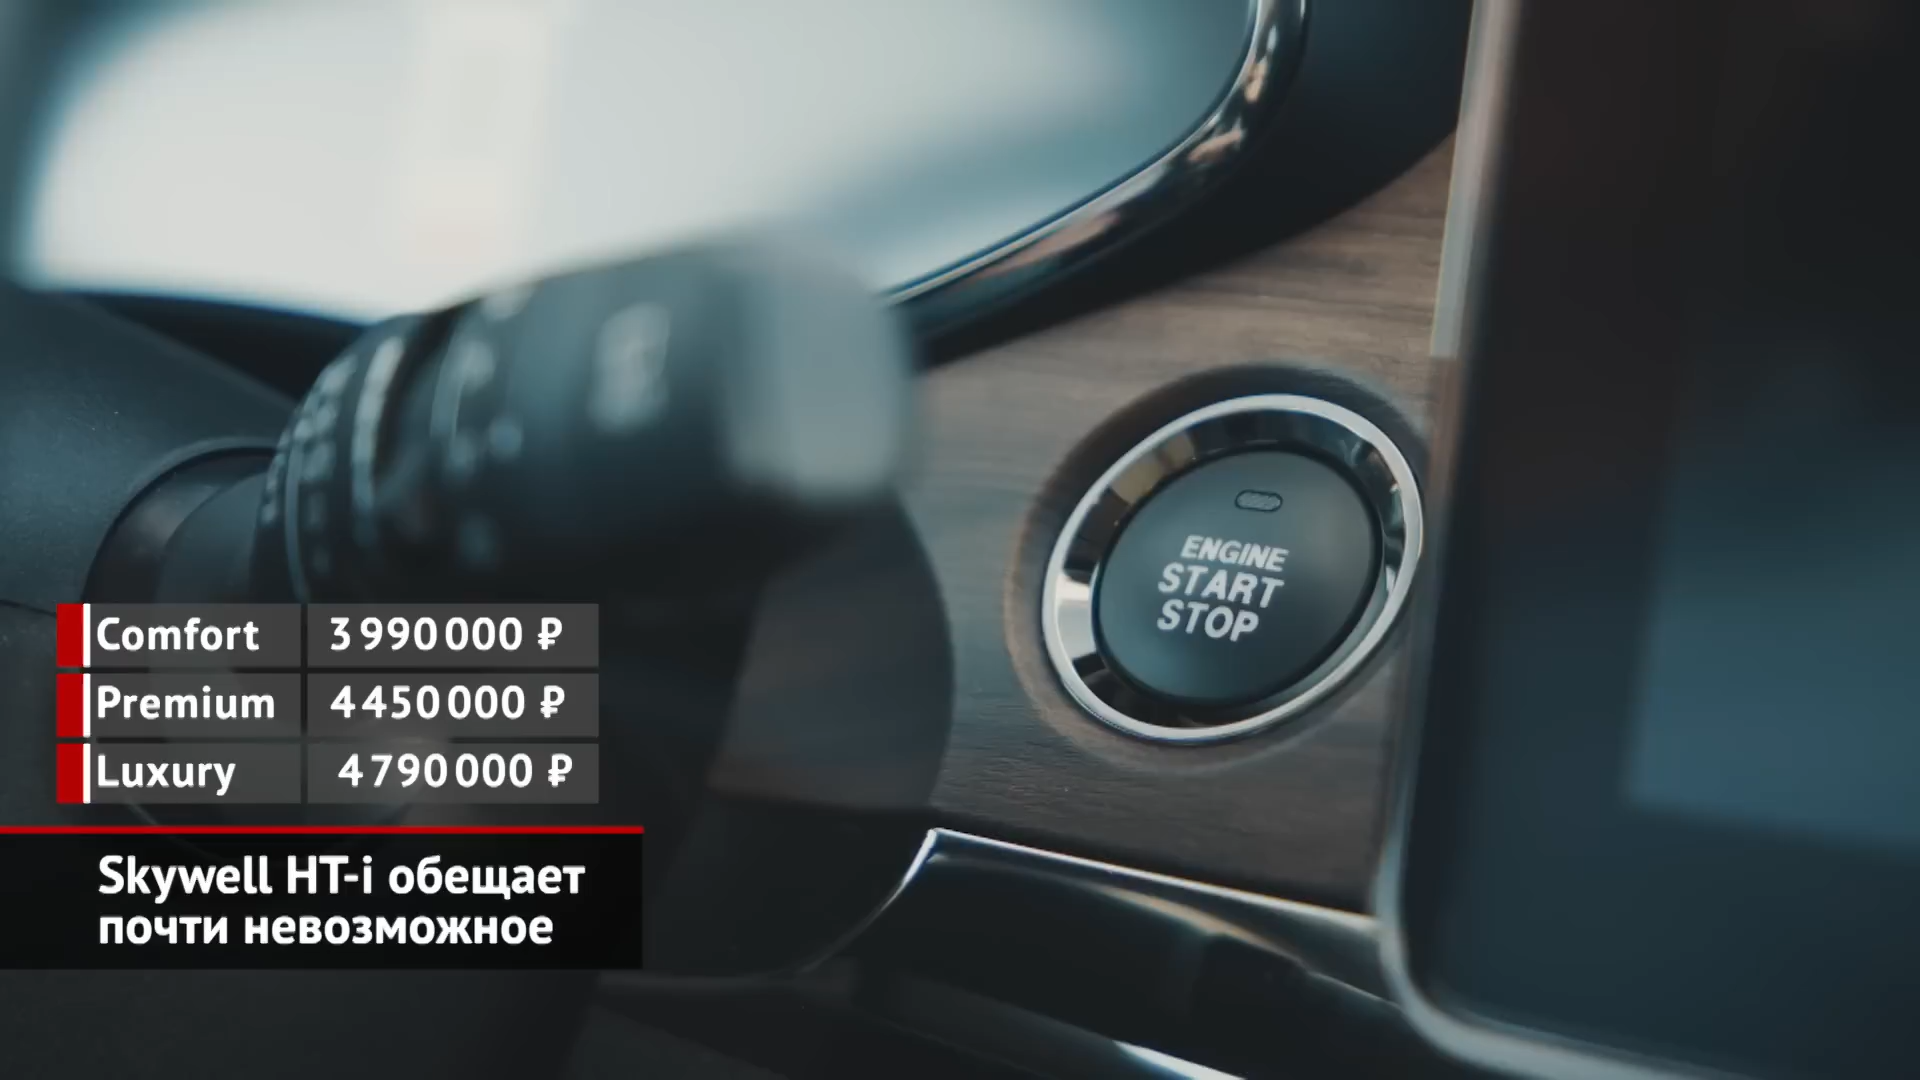 ENGINE
START
STOP
Comfort 3 990 000 ₽
Premium 4 450 000 ₽
Luxury 4 790 000 ₽
Skywell HT-i обещает
почти невозможное